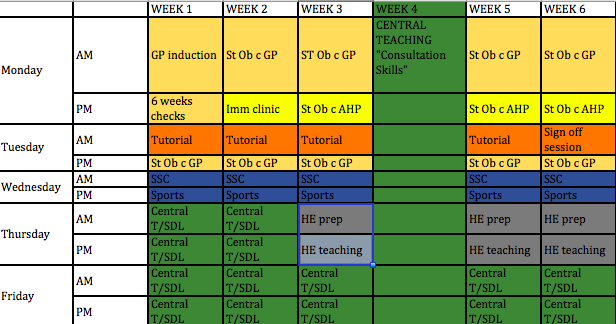 WEEK 1 WEEK 2 WEEK 3 WEEK 4 WEEK 5 WEEK 6
Monday AM GP induction St Ob c GP ST Ob c GP CENTRAL TEACHING "Consultation Skills" St Ob c GP St Ob c GP
PM 6 weeks checks Imm clinic St Ob c AHP St Ob c AHP St Ob c AHP
Tuesday AM Tutorial Tutorial Tutorial Tutorial Sign off session
PM St Ob c GP St Ob c GP St Ob c GP St Ob c GP St Ob c GP
Wednesday AM SSC SSC SSC SSC SSC
PM Sports Sports Sports Sports Sports
Thursday AM Central T/SDL Central T/SDL HE prep HE prep HE prep
PM Central T/SDL Central T/SDL HE teaching HE teaching HE teaching
Friday AM Central T/SDL Central T/SDL Central T/SDL Central T/SDL Central T/SDL
PM Central T/SDL Central T/SDL Central T/SDL Central T/SDL Central T/SDL